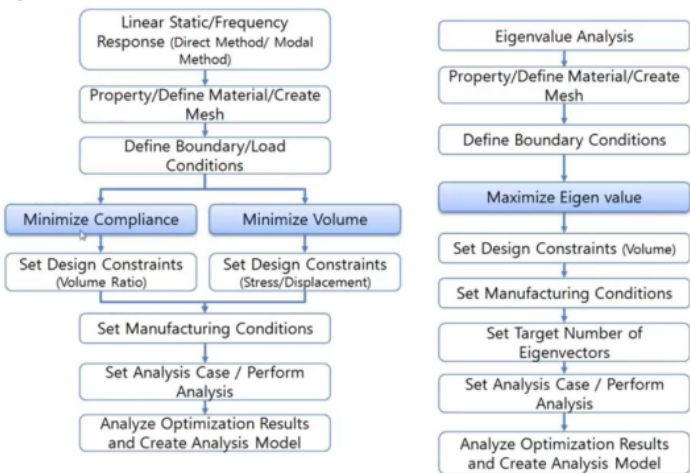 Linear Static/Frequency
Response (Direct Method/ Modal
Method)
Property/Define Material/Create
Mesh
Define Boundary/Load
Conditions
Minimize Compliance
Minimize Volume
Set Design Constraints
(Volume Ratio)
Set Design Constraints
(Stress/Displacement)
Set Manufacturing Conditions
Set Analysis Case / Perform
Analysis
Analyze Optimization Results
and Create Analysis Model
Eigenvalue Analysis
Property/Define Material/Create
Mesh
Define Boundary Conditions
Maximize Eigen value
Set Design Constraints (Volume)
Set Manufacturing Conditions
Set Target Number of
Eigenvectors
Set Analysis Case / Perform
Analysis
Analyze Optimization Results
and Create Analysis Model